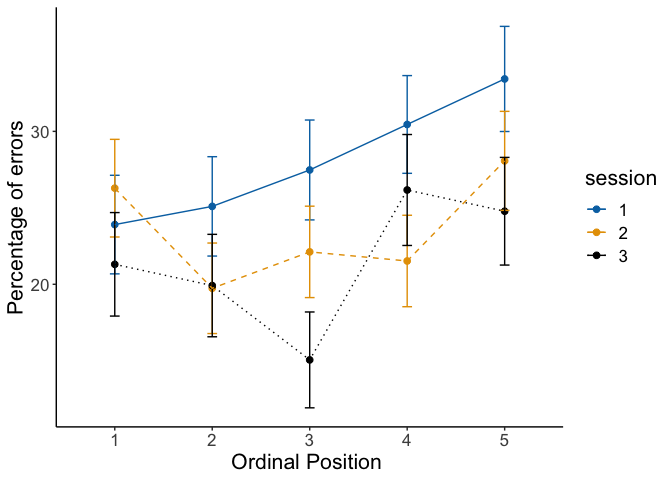 Percentage of errors
30
20
1 2 3 4 5
Ordinal Position
session
1
2
3